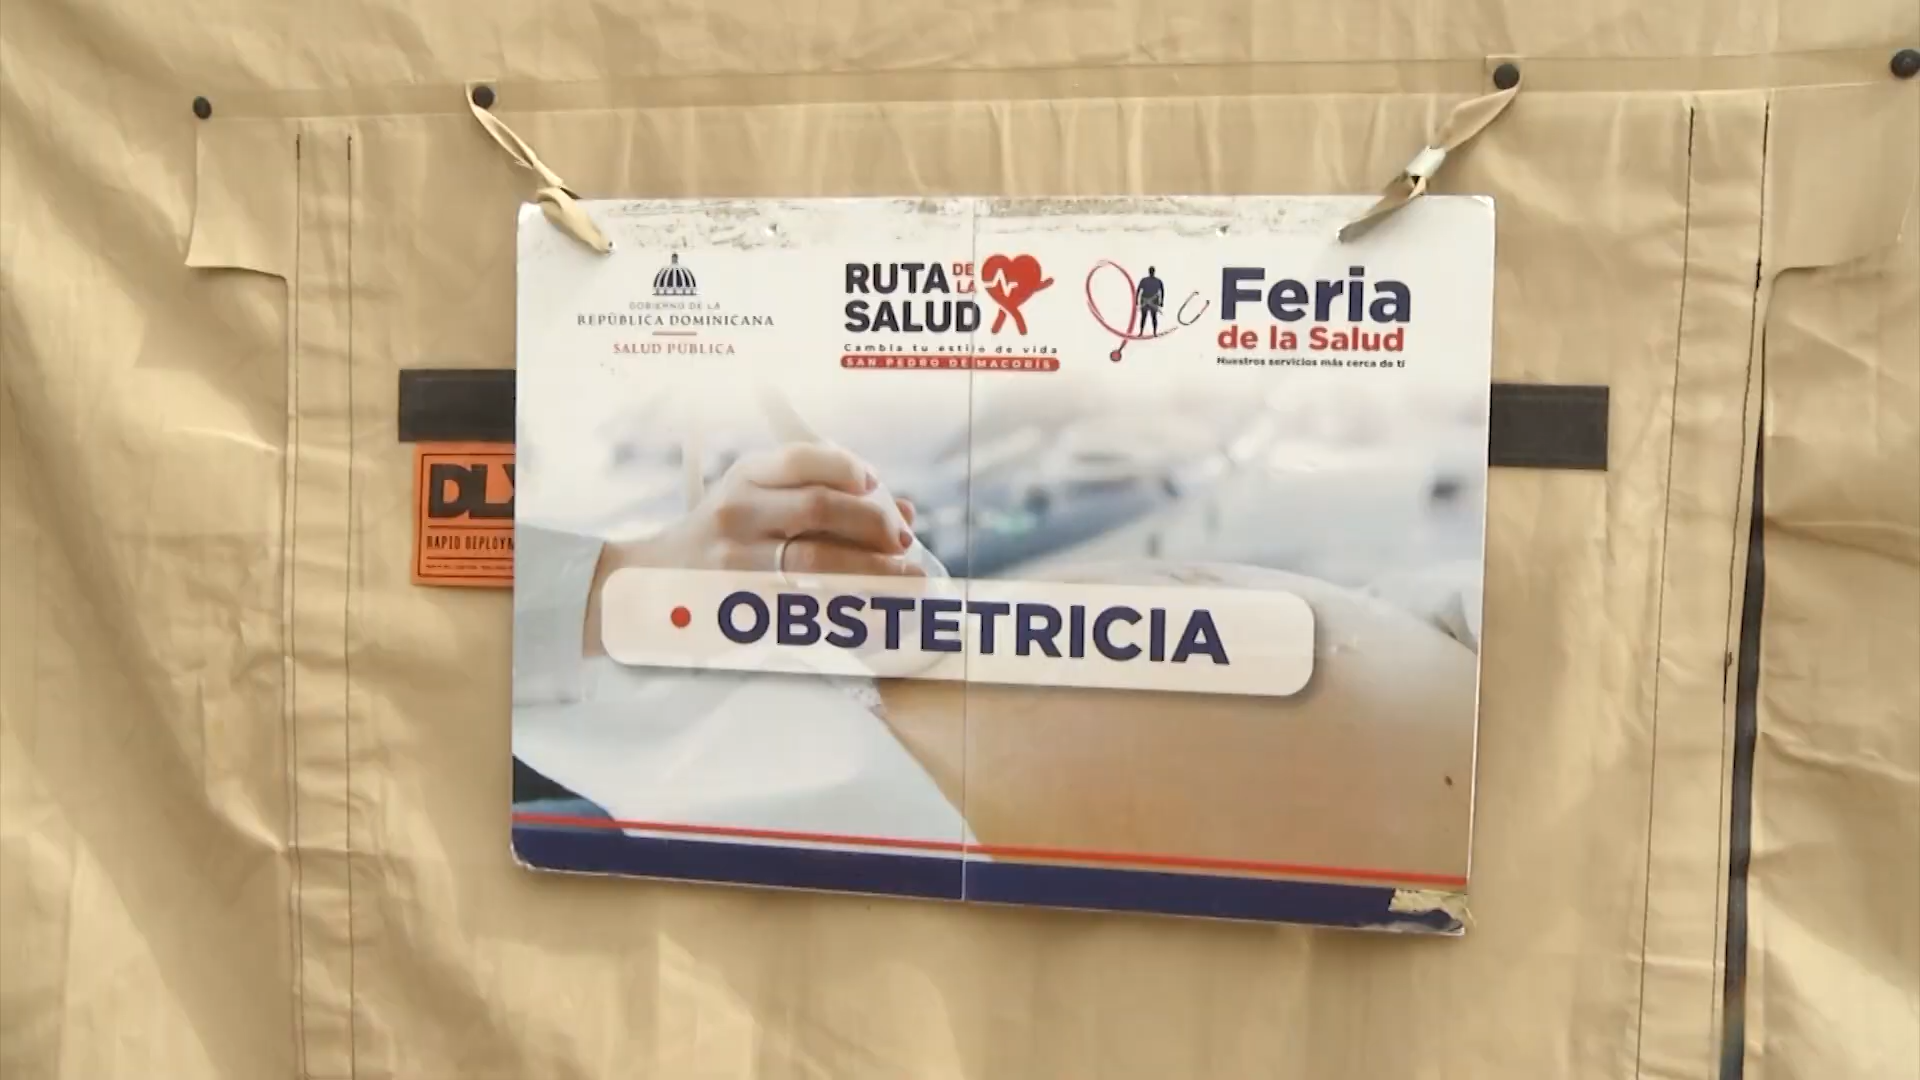 GOBIERNO DE LA
REPÚBLICA DOMINICANA
SALUD PÚBLICA
RUTA DE LA
SALUD
Cambia tu estilo de vida
SAN PEDRO DE MACORÍS
Feria
de la Salud
Nuestros servicios más cerca de ti
DLX
RAPID DEPLOYM
• OBSTETRICIA